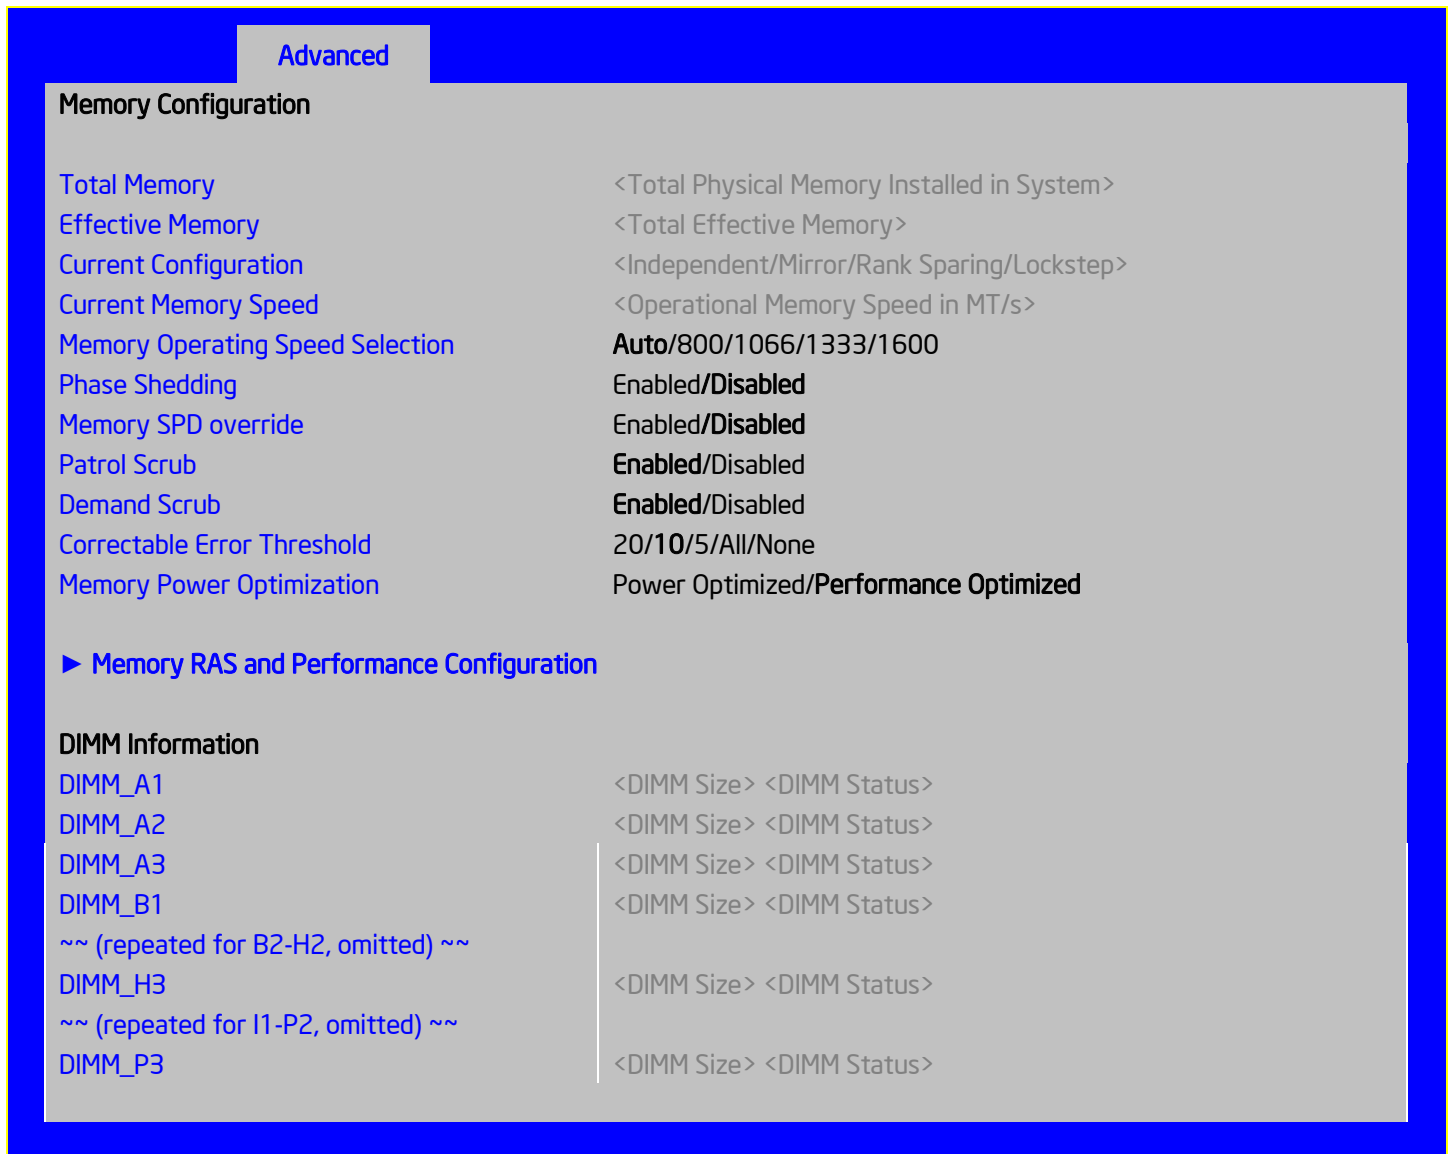 Advanced
Memory Configuration
Total Memory <Total Physical Memory Installed in System>
Effective Memory <Total Effective Memory>
Current Configuration <Independent/Mirror/Rank Sparing/Lockstep>
Current Memory Speed <Operational Memory Speed in MT/s>
Memory Operating Speed Selection Auto/800/1066/1333/1600
Phase Shedding Enabled/Disabled
Memory SPD override Enabled/Disabled
Patrol Scrub Enabled/Disabled
Demand Scrub Enabled/Disabled
Correctable Error Threshold 20/10/5/All/None
Memory Power Optimization Power Optimized/Performance Optimized
► Memory RAS and Performance Configuration
DIMM Information
DIMM_A1 <DIMM Size> <DIMM Status>
DIMM_A2 <DIMM Size> <DIMM Status>
DIMM_A3 <DIMM Size> <DIMM Status>
DIMM_B1 <DIMM Size> <DIMM Status>
~~ (repeated for B2-H2, omitted) ~~
DIMM_H3 <DIMM Size> <DIMM Status>
~~ (repeated for I1-P2, omitted) ~~
DIMM_P3 <DIMM Size> <DIMM Status>